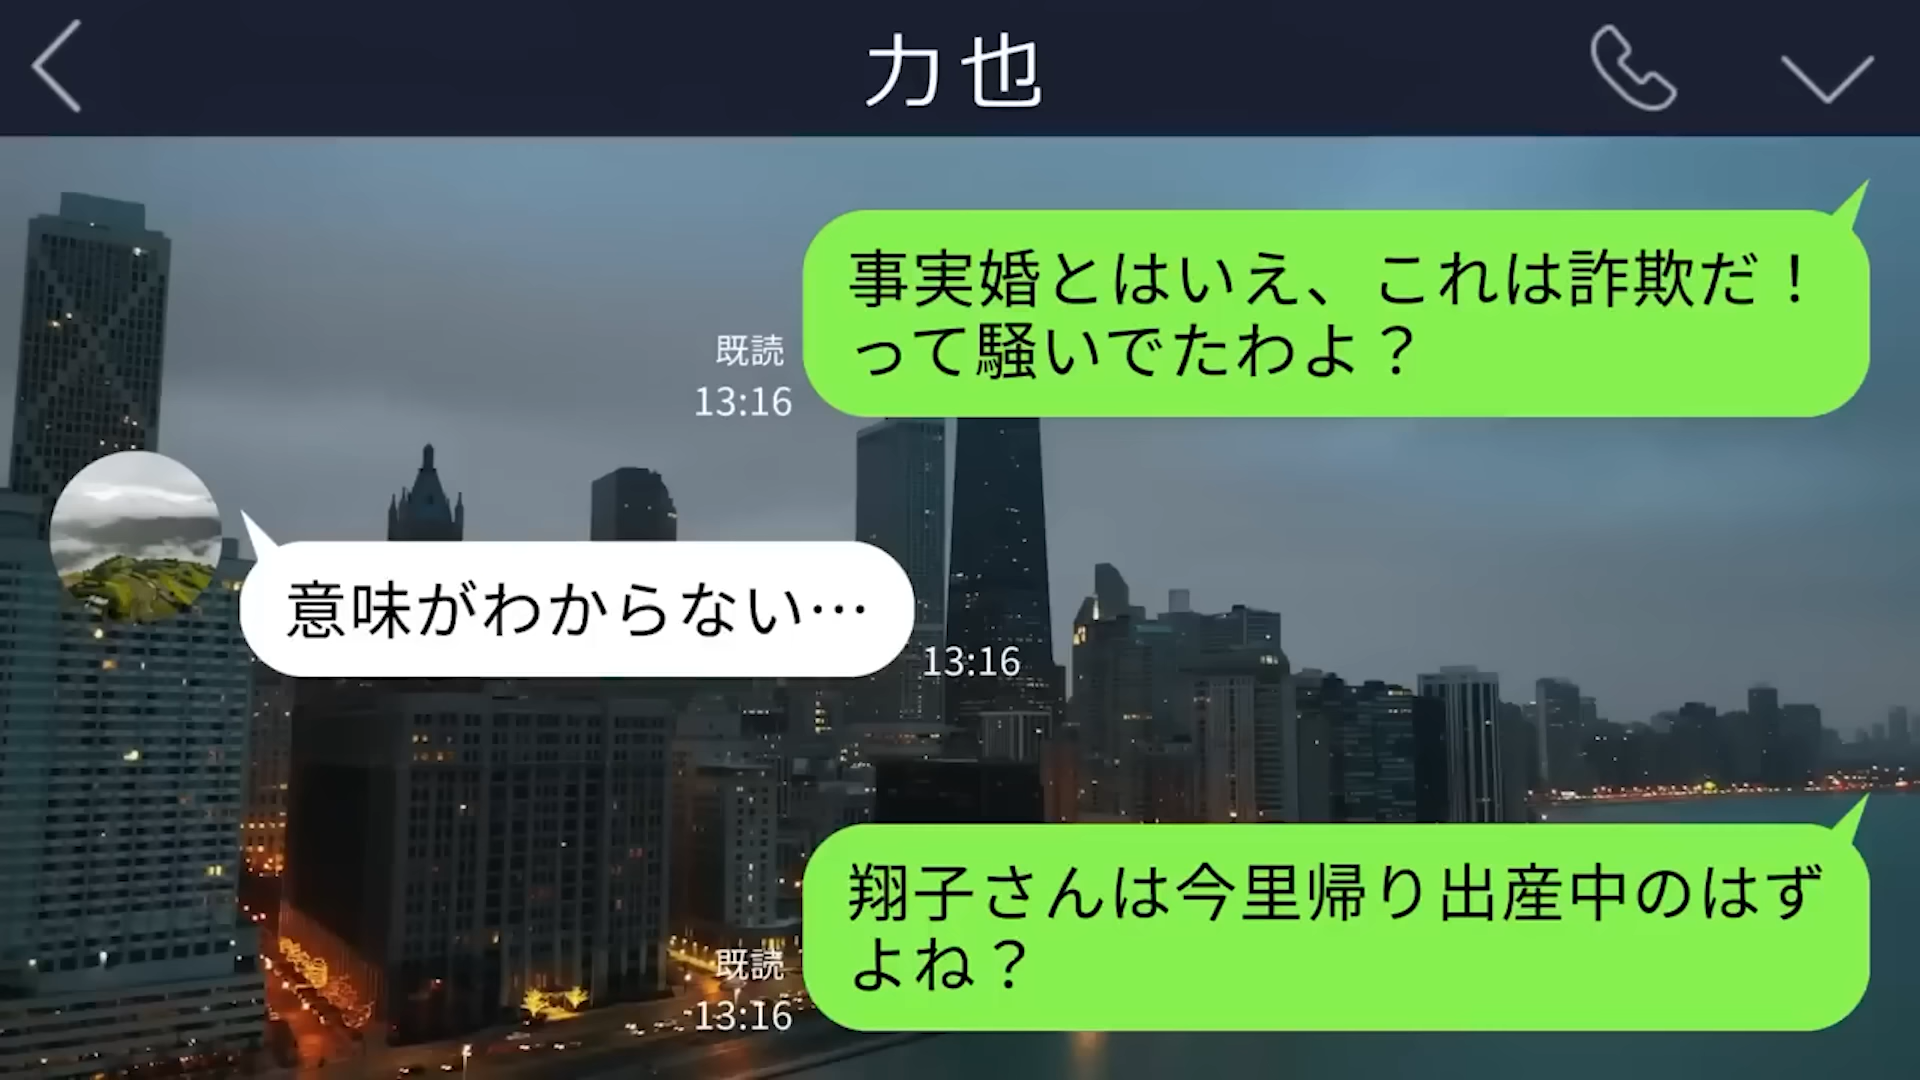 力也
事実婚とはいえ、これは詐欺だ！
って騒いでたわよ？
既読
13:16
意味がわからない…
13:16
翔子さんは今里帰り出産中のはず
よね？
既読
13:16